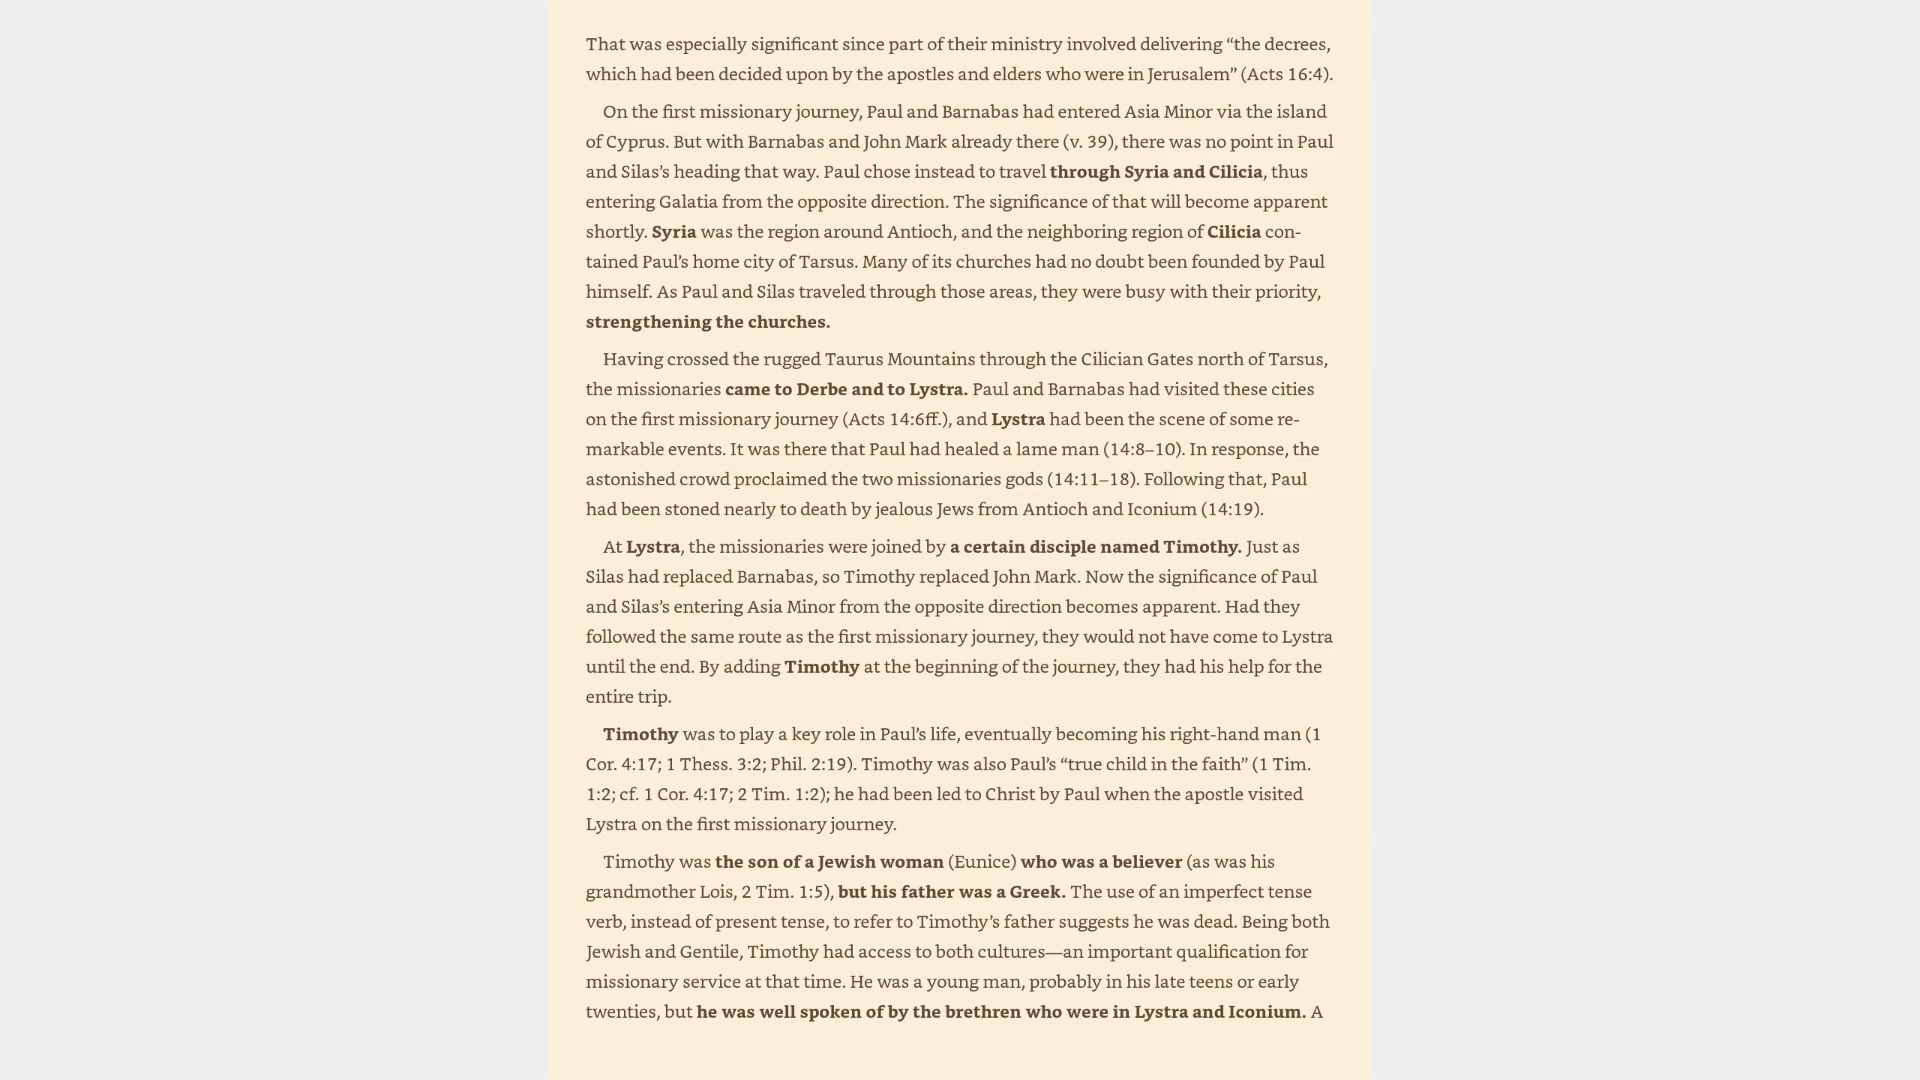 That was especially significant since part of their ministry involved delivering “the decrees,
which had been decided upon by the apostles and elders who were in Jerusalem” (Acts 16:4).
On the first missionary journey, Paul and Barnabas had entered Asia Minor via the island
of Cyprus. But with Barnabas and John Mark already there (v. 39), there was no point in Paul
and Silas’s heading that way. Paul chose instead to travel through Syria and Cilicia, thus
entering Galatia from the opposite direction. The significance of that will become apparent
shortly. Syria was the region around Antioch, and the neighboring region of Cilicia con-
tained Paul’s home city of Tarsus. Many of its churches had no doubt been founded by Paul
himself. As Paul and Silas traveled through those areas, they were busy with their priority,
strengthening the churches.
Having crossed the rugged Taurus Mountains through the Cilician Gates north of Tarsus,
the missionaries came to Derbe and to Lystra. Paul and Barnabas had visited these cities
on the first missionary journey (Acts 14:6ff.), and Lystra had been the scene of some re-
markable events. It was there that Paul had healed a lame man (14:8–10). In response, the
astonished crowd proclaimed the two missionaries gods (14:11–18). Following that, Paul
had been stoned nearly to death by jealous Jews from Antioch and Iconium (14:19).
At Lystra, the missionaries were joined by a certain disciple named Timothy. Just as
Silas had replaced Barnabas, so Timothy replaced John Mark. Now the significance of Paul
and Silas’s entering Asia Minor from the opposite direction becomes apparent. Had they
followed the same route as the first missionary journey, they would not have come to Lystra
until the end. By adding Timothy at the beginning of the journey, they had his help for the
entire trip.
Timothy was to play a key role in Paul’s life, eventually becoming his right-hand man (1
Cor. 4:17; 1 Thess. 3:2; Phil. 2:19). Timothy was also Paul’s “true child in the faith” (1 Tim.
1:2; cf. 1 Cor. 4:17; 2 Tim. 1:2); he had been led to Christ by Paul when the apostle visited
Lystra on the first missionary journey.
Timothy was the son of a Jewish woman (Eunice) who was a believer (as was his
grandmother Lois, 2 Tim. 1:5), but his father was a Greek. The use of an imperfect tense
verb, instead of present tense, to refer to Timothy’s father suggests he was dead. Being both
Jewish and Gentile, Timothy had access to both cultures—an important qualification for
missionary service at that time. He was a young man, probably in his late teens or early
twenties, but he was well spoken of by the brethren who were in Lystra and Iconium. A